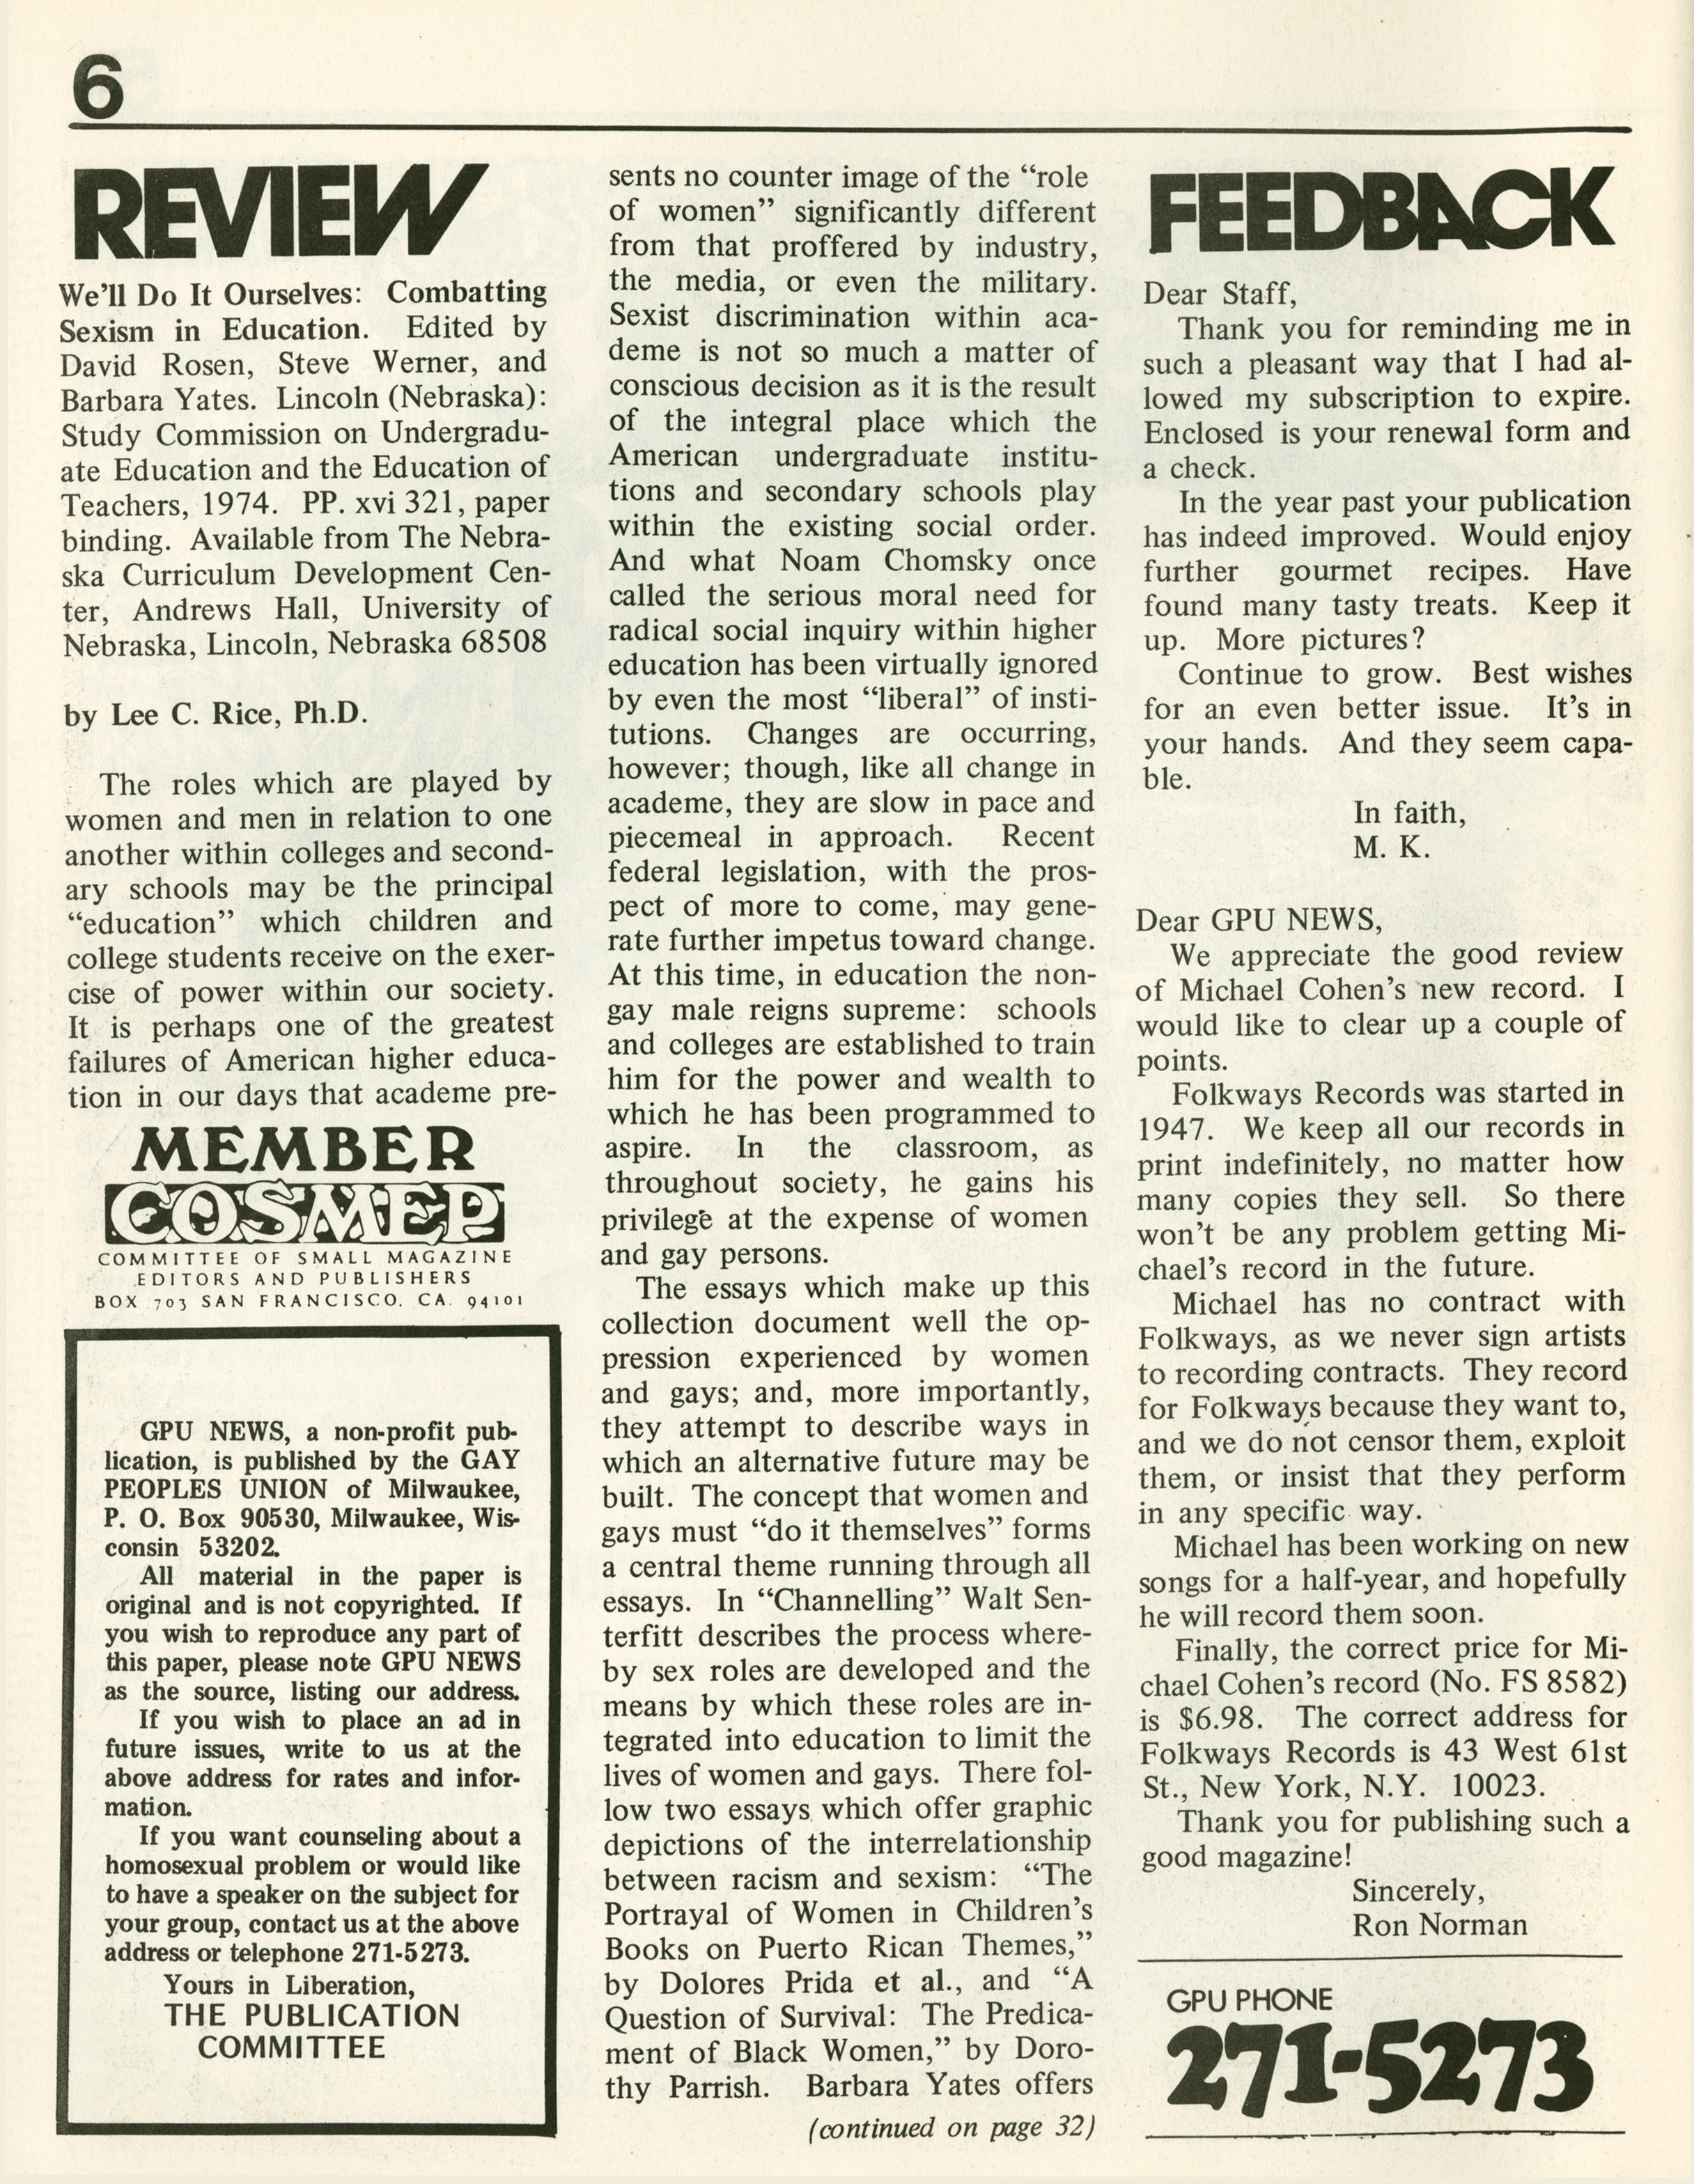 6
REVIEW
We'll Do It Ourselves: Combatting
Sexism in Education. Edited by
David Rosen, Steve Werner, and
Barbara Yates. Lincoln (Nebraska):
Study Commission on Undergradu-
ate Education and the Education of
Teachers, 1974. PP. xvi 321, paper
binding. Available from The Nebra-
ska Curriculum Development Cen-
ter, Andrews Hall, University of
Nebraska, Lincoln, Nebraska 68508
by Lee C. Rice, Ph.D.
The roles which are played by
women and men in relation to one
another within colleges and second-
ary schools may be the principal
“education” which children and
college students receive on the exer-
cise of power within our society.
It is perhaps one of the greatest
failures of American higher educa-
tion in our days that academe pre-
MEMBER
COSMEP
COMMITTEE OF SMALL MAGAZINE
EDITORS AND PUBLISHERS
BOX 703 SAN FRANCISCO, CA. 94101
GPU NEWS, a non-profit pub-
lication, is published by the GAY
PEOPLES UNION of Milwaukee,
P. O. Box 90530, Milwaukee, Wis-
consin 53202.
All material in the paper is
original and is not copyrighted. If
you wish to reproduce any part of
this paper, please note GPU NEWS
as the source, listing our address.
If you wish to place an ad in
future issues, write to us at the
above address for rates and infor-
mation.
If you want counseling about a
homosexual problem or would like
to have a speaker on the subject for
your group, contact us at the above
address or telephone 271-5273.
Yours in Liberation,
THE PUBLICATION
COMMITTEE
sents no counter image of the “role
of women” significantly different
from that proffered by industry,
the media, or even the military.
Sexist discrimination within aca-
deme is not so much a matter of
conscious decision as it is the result
of the integral place which the
American undergraduate institu-
tions and secondary schools play
within the existing social order.
And what Noam Chomsky once
called the serious moral need for
radical social inquiry within higher
education has been virtually ignored
by even the most “liberal” of insti-
tutions. Changes are occurring,
however; though, like all change in
academe, they are slow in pace and
piecemeal in approach. Recent
federal legislation, with the pros-
pect of more to come, may gene-
rate further impetus toward change.
At this time, in education the non-
gay male reigns supreme: schools
and colleges are established to train
him for the power and wealth to
which he has been programmed to
aspire. In the classroom, as
throughout society, he gains his
privilege at the expense of women
and gay persons.
The essays which make up this
collection document well the op-
pression experienced by women
and gays; and, more importantly,
they attempt to describe ways in
which an alternative future may be
built. The concept that women and
gays must “do it themselves” forms
a central theme running through all
essays. In “Channelling” Walt Sen-
terfitt describes the process where-
by sex roles are developed and the
means by which these roles are in-
tegrated into education to limit the
lives of women and gays. There fol-
low two essays which offer graphic
depictions of the interrelationship
between racism and sexism: “The
Portrayal of Women in Children's
Books on Puerto Rican Themes,”
by Dolores Prida et al., and “A
Question of Survival: The Predica-
ment of Black Women,” by Doro-
thy Parrish. Barbara Yates offers
(continued on page 32)
FEEDBACK
Dear Staff,
Thank you for reminding me in
such a pleasant way that I had al-
lowed my subscription to expire.
Enclosed is your renewal form and
a check.
In the year past your publication
has indeed improved. Would enjoy
further gourmet recipes. Have
found many tasty treats. Keep it
up. More pictures?
Continue to grow. Best wishes
for an even better issue. It's in
your hands. And they seem capa-
ble.
In faith,
M. K.
Dear GPU NEWS,
We appreciate the good review
of Michael Cohen's new record. I
would like to clear up a couple of
points.
Folkways Records was started in
1947. We keep all our records in
print indefinitely, no matter how
many copies they sell. So there
won't be any problem getting Mi-
chael's record in the future.
Michael has no contract with
Folkways, as we never sign artists
to recording contracts. They record
for Folkways because they want to,
and we do not censor them, exploit
them, or insist that they perform
in any specific way.
Michael has been working on new
songs for a half-year, and hopefully
he will record them soon.
Finally, the correct price for Mi-
chael Cohen's record (No. FS 8582)
is $6.98. The correct address for
Folkways Records is 43 West 61st
St., New York, N.Y. 10023.
Thank you for publishing such a
good magazine!
Sincerely,
Ron Norman
GPU PHONE
271-5273